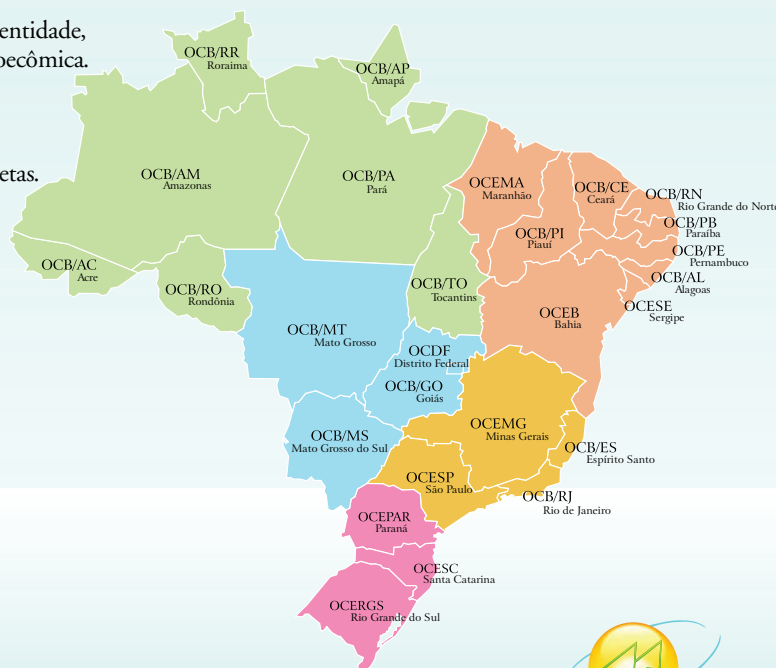 entidade,
oecômica.
etas.
OCB/RR
Roraima
OCB/AP
Amapá
OCB/AM
Amazonas
OCB/PA
Pará
OCEMA
Maranhão
OCB/CE
Ceará
OCB/RN
Rio Grande do Norte
OCB/PB
Paraíba
OCB/PI
Piauí
OCB/PE
Pernambuco
OCB/AC
Acre
OCB/RO
Rondônia
OCB/TO
Tocantins
OCB/AL
Alagoas
OCESE
Sergipe
OCEB
Bahia
OCB/MT
Mato Grosso
OCDF
Distrito Federal
OCB/GO
Goiás
OCEMG
Minas Gerais
OCB/MS
Mato Grosso do Sul
OCB/ES
Espírito Santo
OCESP
São Paulo
OCB/RJ
Rio de Janeiro
OCEPAR
Paraná
OCESC
Santa Catarina
OCERGS
Rio Grande do Sul